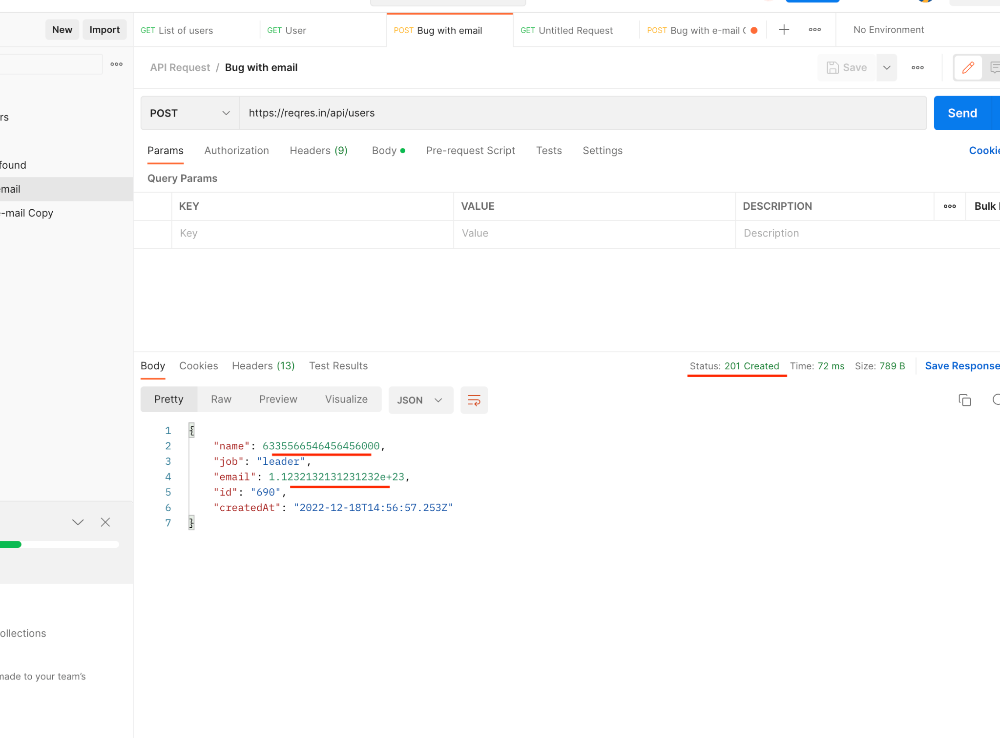 New Import GET List of users GET User POST Bug with email GET Untitled Request POST Bug with e-mail No Environment
API Request / Bug with email Save
POST https://reqres.in/api/users Send
rs
Params Authorization Headers (9) Body Pre-request Script Tests Settings Cookie
found
Query Params
email
KEY VALUE DESCRIPTION Bulk
e-mail Copy
Key Value Description
Body Cookies Headers (13) Test Results Status: 201 Created Time: 72 ms Size: 789 B Save Response
Pretty Raw Preview Visualize JSON
1 {
2 "name": 6335566546456456000,
3 "job": "leader",
4 "email": 1.1232132131231232e+23,
5 "id": "690",
6 "createdAt": "2022-12-18T14:56:57.253Z"
7 }
ollections
made to your team's